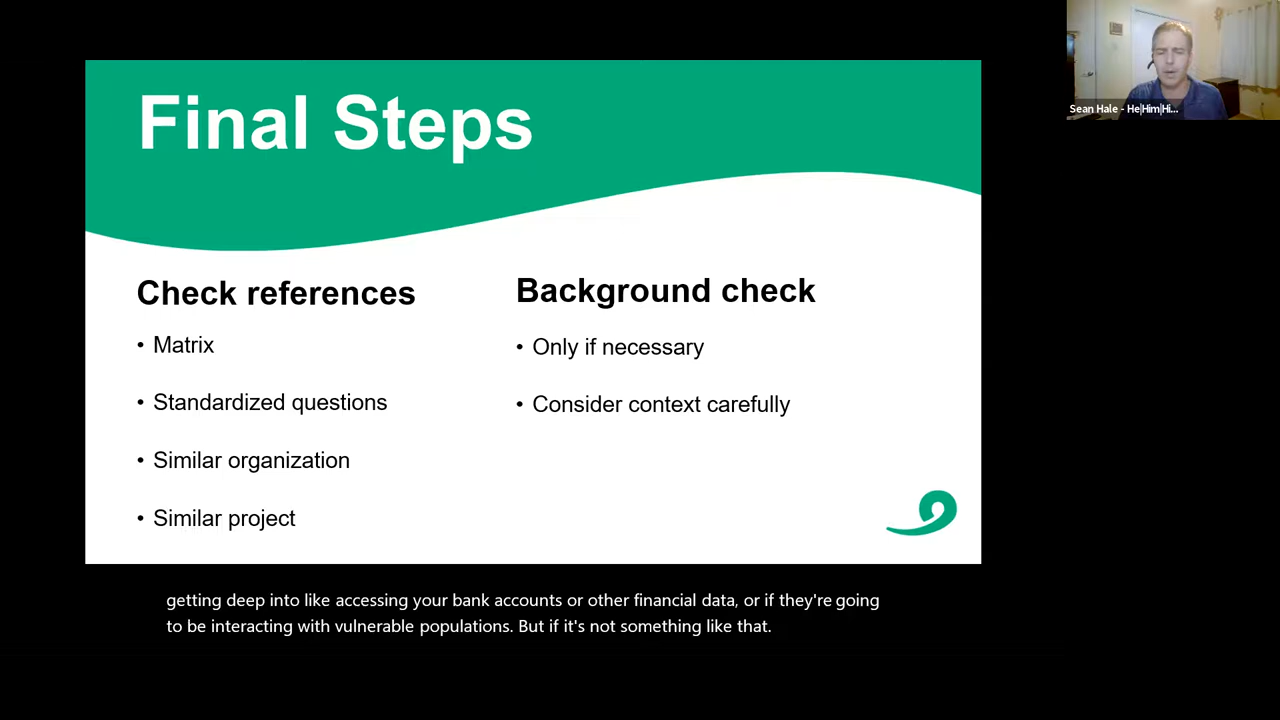 Final Steps
Check references
• Matrix
• Standardized questions
• Similar organization
• Similar project
Background check
• Only if necessary
• Consider context carefully
Sean Hale - He|Him|Hi...
getting deep into like accessing your bank accounts or other financial data, or if they're going
to be interacting with vulnerable populations. But if it's not something like that.